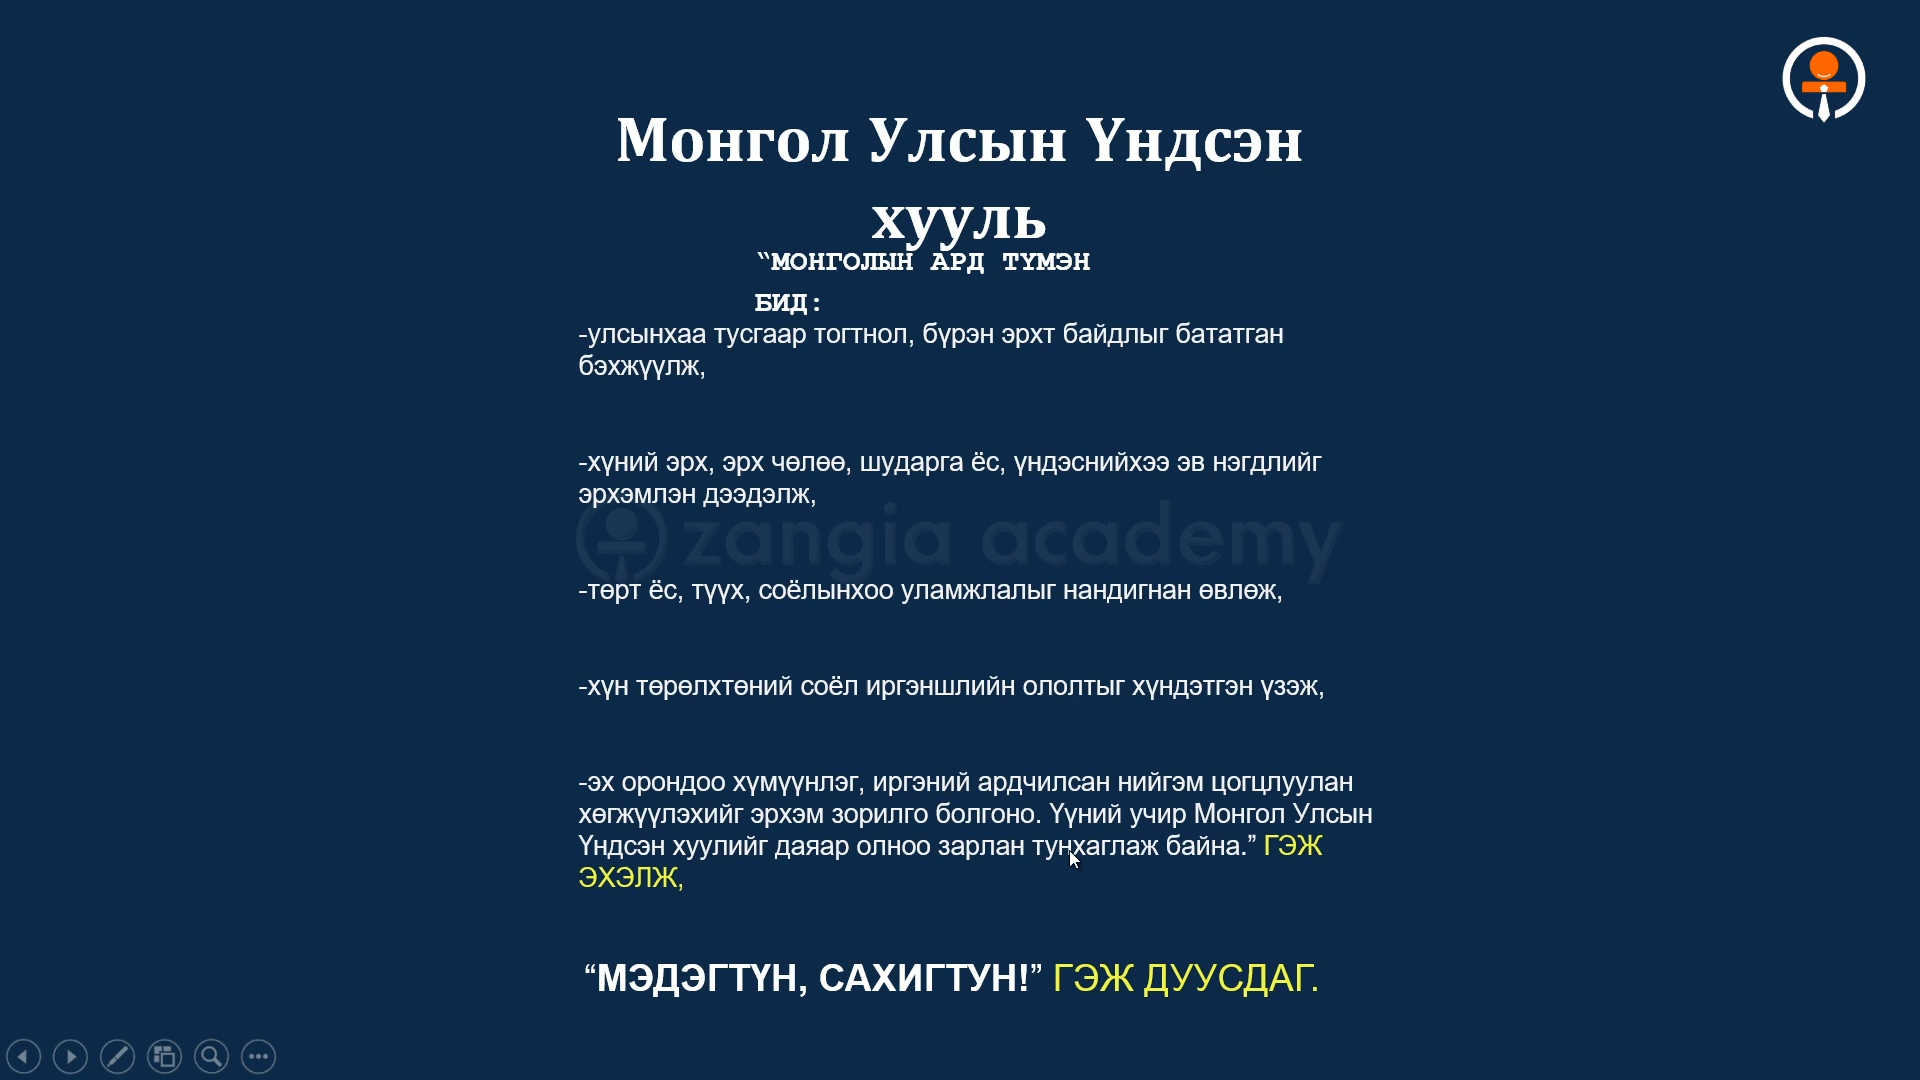 Монгол Улсын Үндсэн
хууль
“МОНГОЛЫН АРД ТҮМЭН
БИД:
-улсынхаа тусгаар тогтнол, бүрэн эрхт байдлыг бататган
бэхжүүлж,
-хүний эрх, эрх чөлөө, шударга ёс, үндэснийхээ эв нэгдлийг
эрхэмлэн дээдэлж,
zangia academy
-төрт ёс, түүх, соёлынхоо уламжлалыг нандигнан өвлөж,
-хүн төрөлхтөний соёл иргэншлийн ололтыг хүндэтгэн үзэж,
-эх орондоо хүмүүнлэг, иргэний ардчилсан нийгэм цогцлуулан
хөгжүүлэхийг эрхэм зорилго болгоно. Үүний учир Монгол Улсын
Үндсэн хуулийг даяар олноо зарлан тунхаглаж байна.” ГЭЖ
ЭХЭЛЖ,
“МЭДЭГТҮН, САХИГТУН!” ГЭЖ ДУУСДАГ.